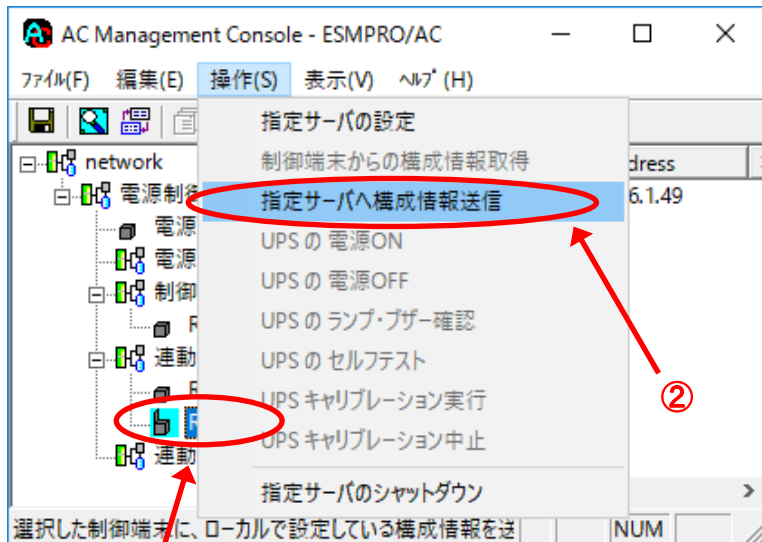 AC Management Console - ESMPRO/AC
ファイル(F) 編集(E) 操作(S) 表示(V) ヘルプ(H)
指定サーバの設定
network
制御端末からの構成情報取得
dress
電源制御
指定サーバへ構成情報送信
6.1.49
電源
UPS の 電源ON
電源
UPS の 電源OFF
制御
UPS の ランプ・ブザー確認
R
連動
UPS の セルフテスト
R
UPS キャリブレーション実行
②
R
UPS キャリブレーション中止
連動
指定サーバのシャットダウン
選択した制御端末に、ローカルで設定している構成情報を送
NUM